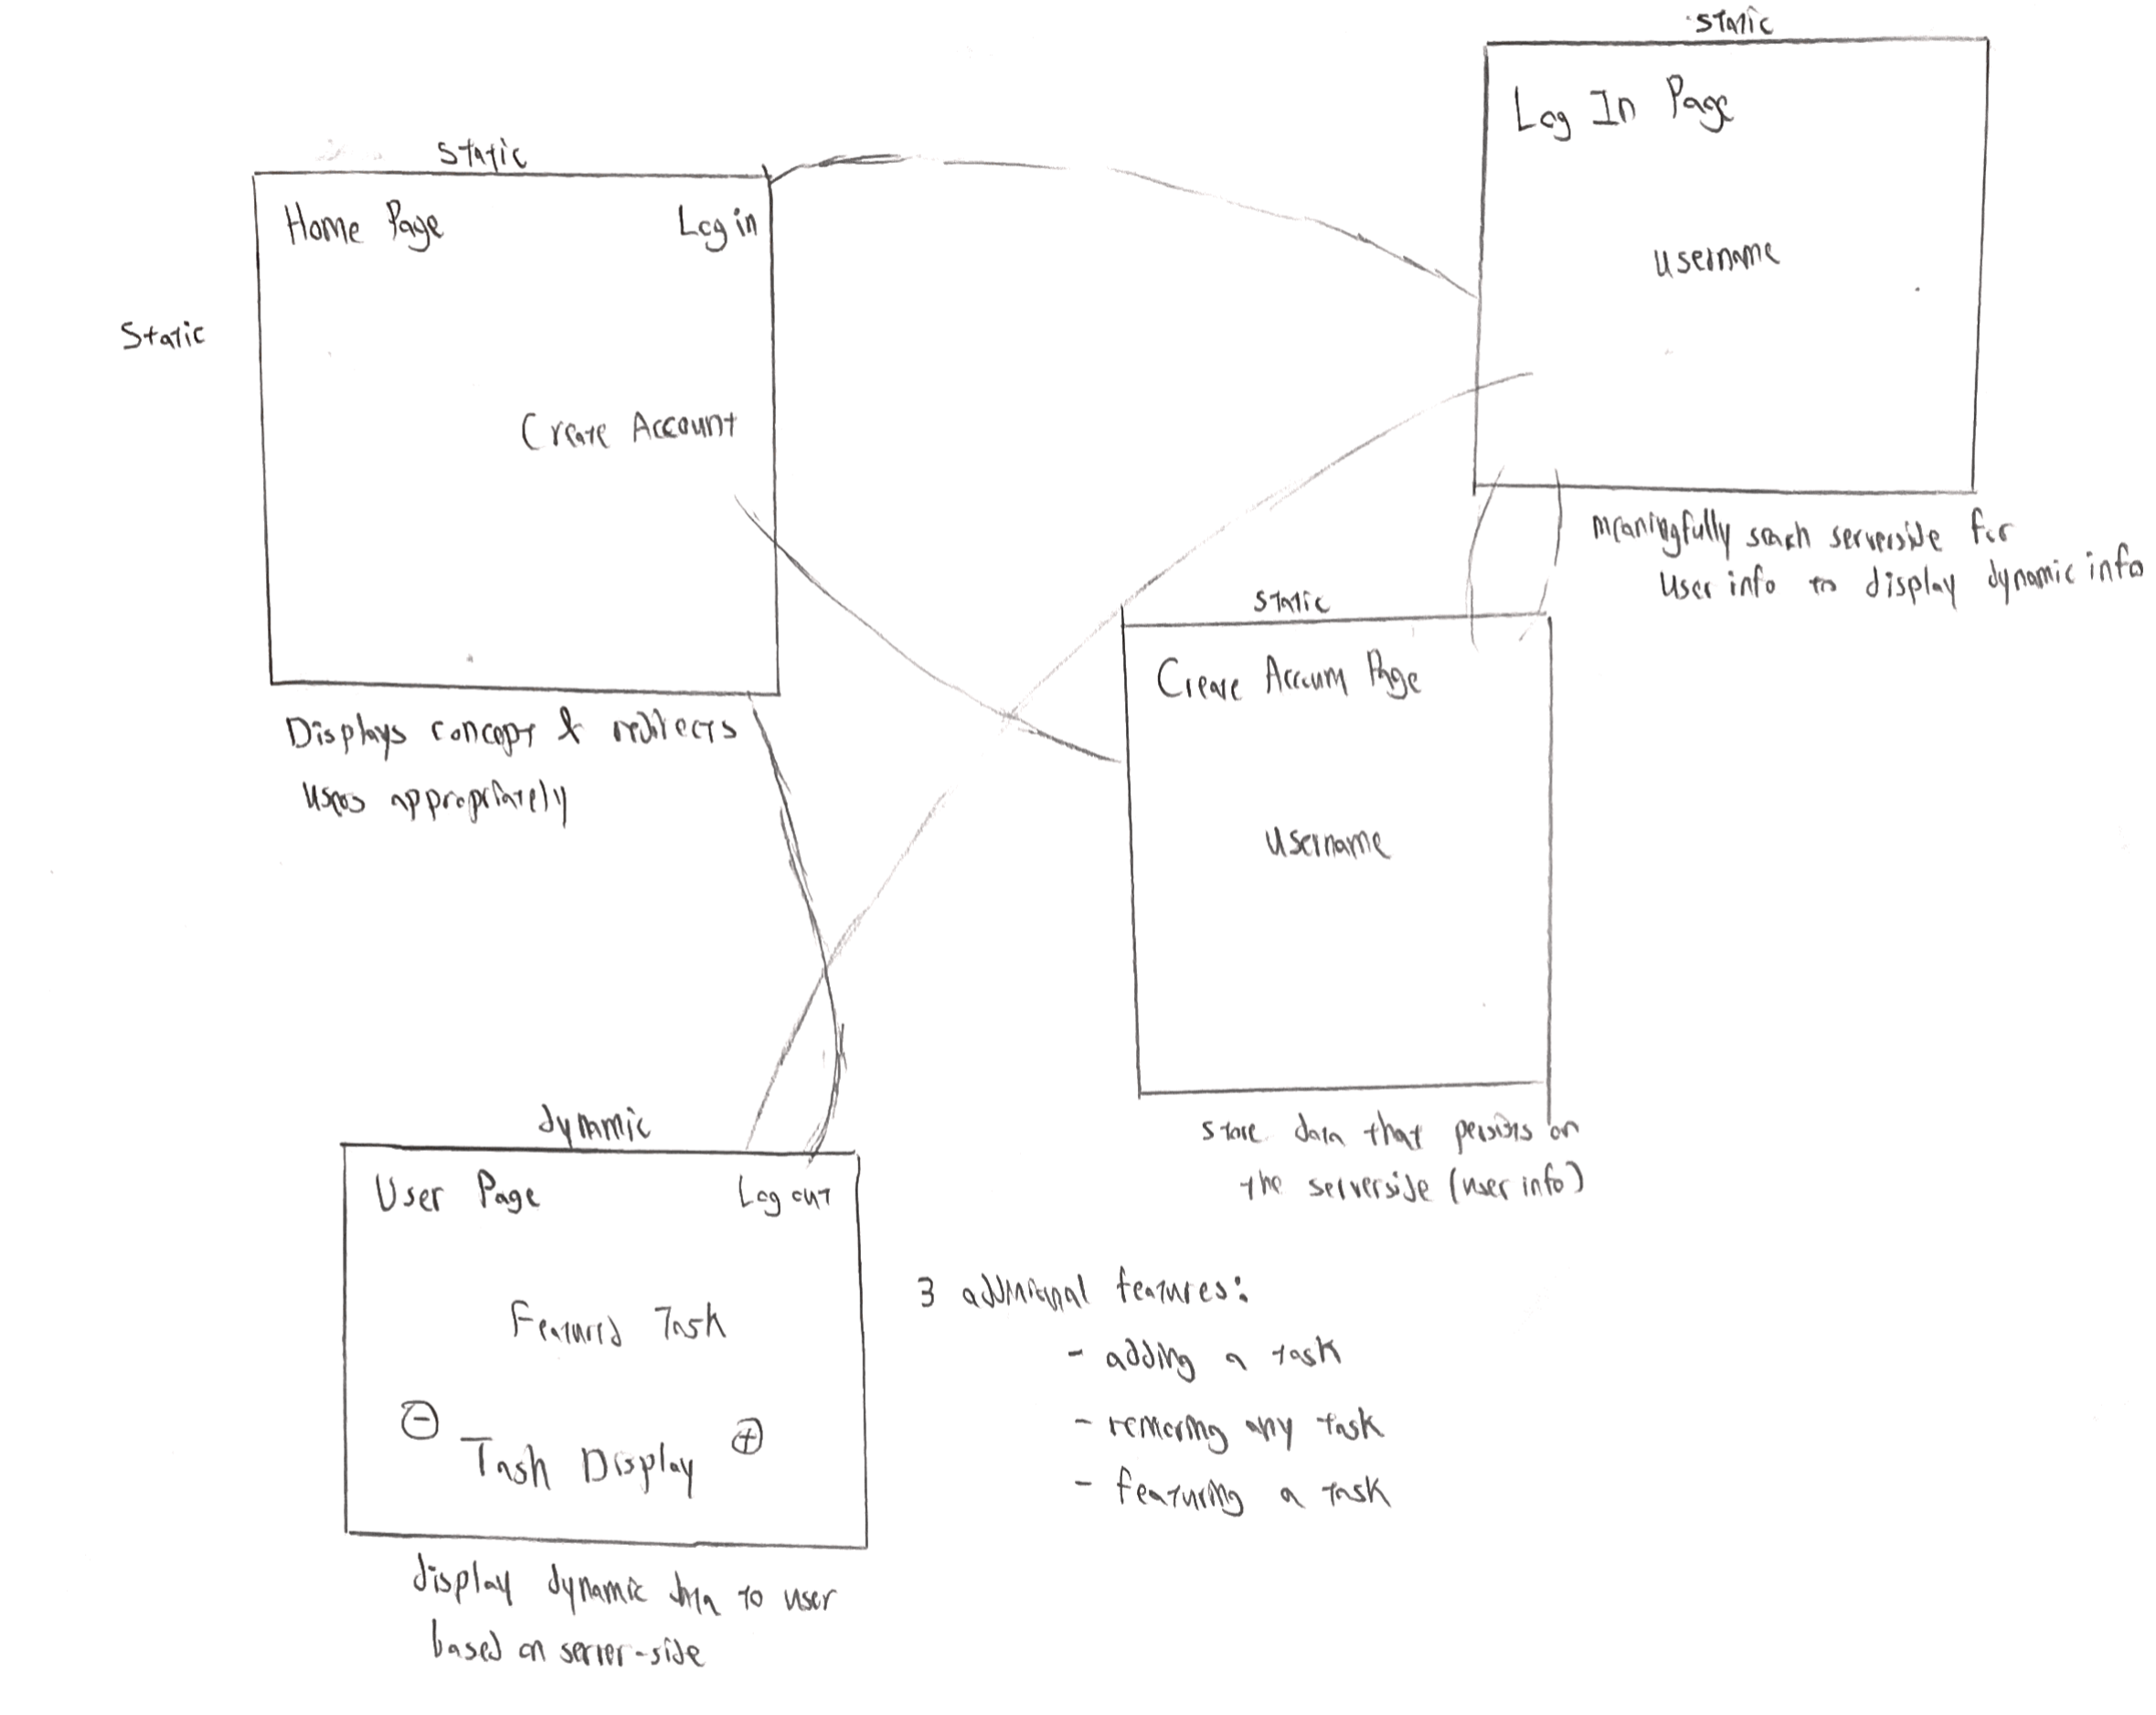 Static
Home Page
Log in
Static
Create Account
Displays concept & redirects
users appropriately
static
Log In Page
username
meaningfully search serverside for
User info to display dynamic info
static
Create Account Page
Username
store data that persists on
the serverside (user info)
dynamic
User Page
Log out
Featured Task
−
+
Task Display
display dynamic data to user
based on server-side
3 additional features:
- adding a task
- removing any task
- featuring a task